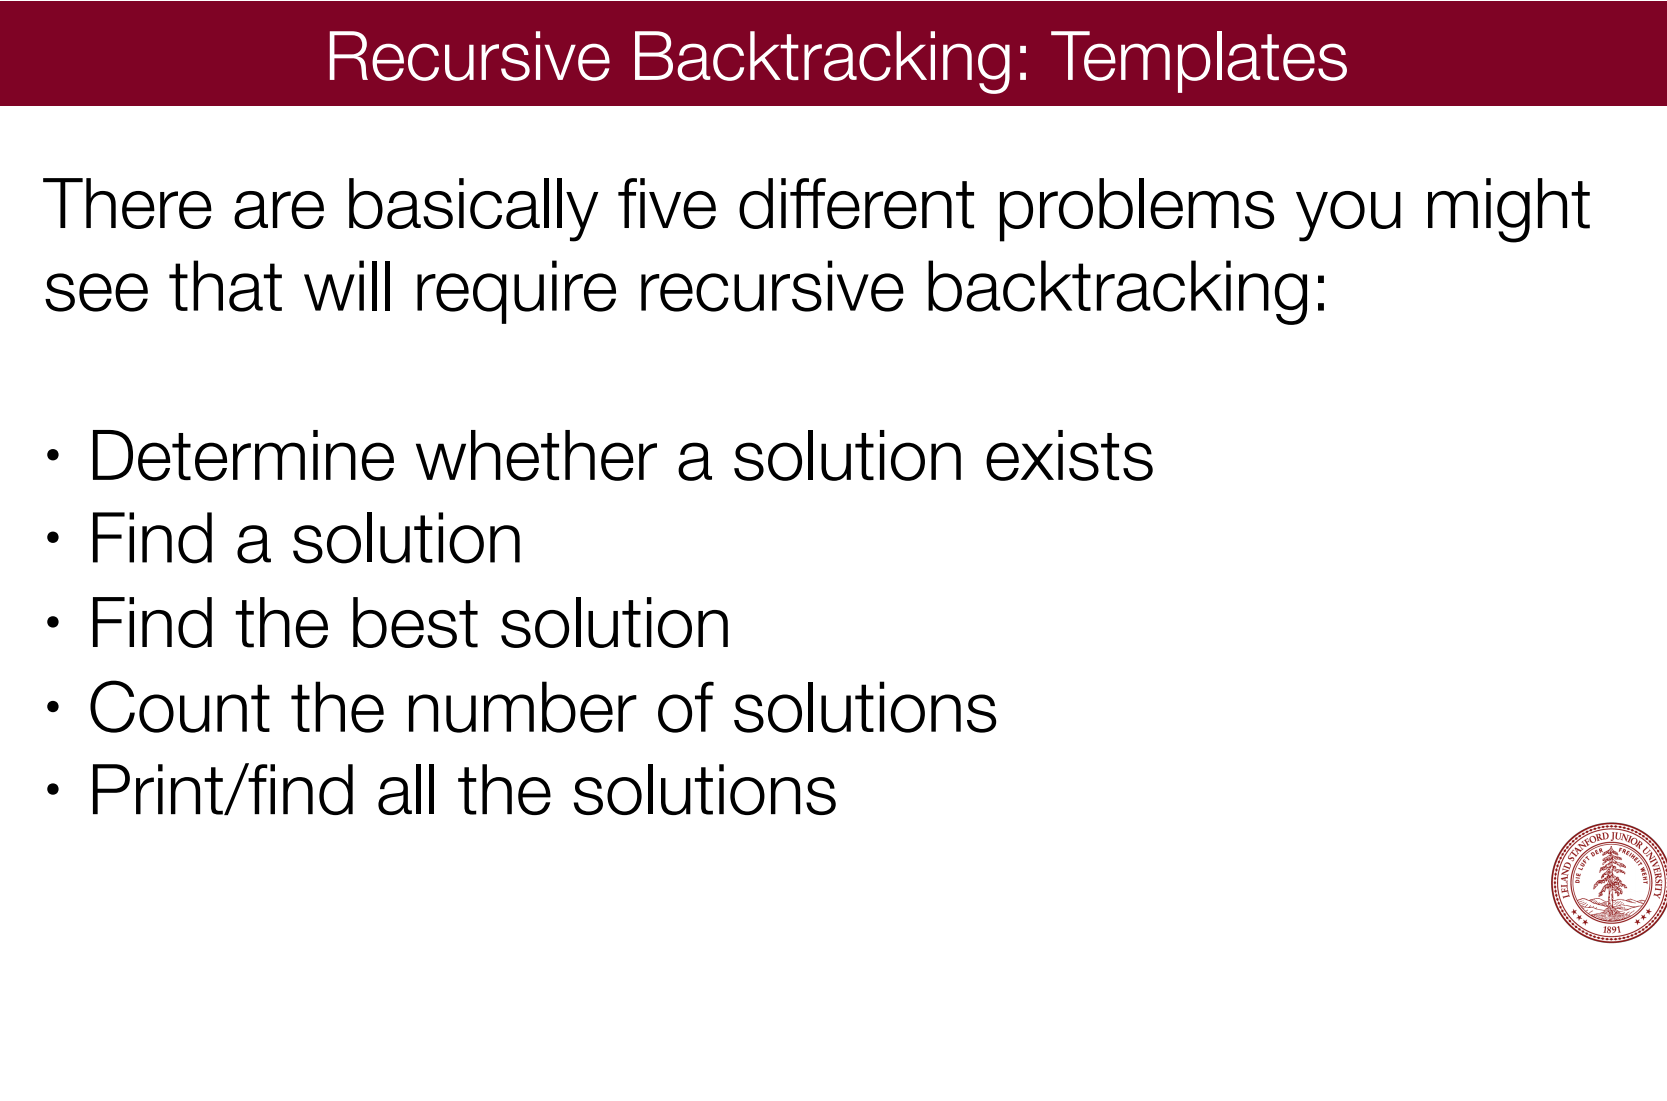 Recursive Backtracking: Templates
There are basically five different problems you might
see that will require recursive backtracking:
• Determine whether a solution exists
• Find a solution
• Find the best solution
• Count the number of solutions
• Print/find all the solutions
LELAND STANFORD JUNIOR UNIVERSITY
DIE LUFT DER FREIHEIT WEHT
1891